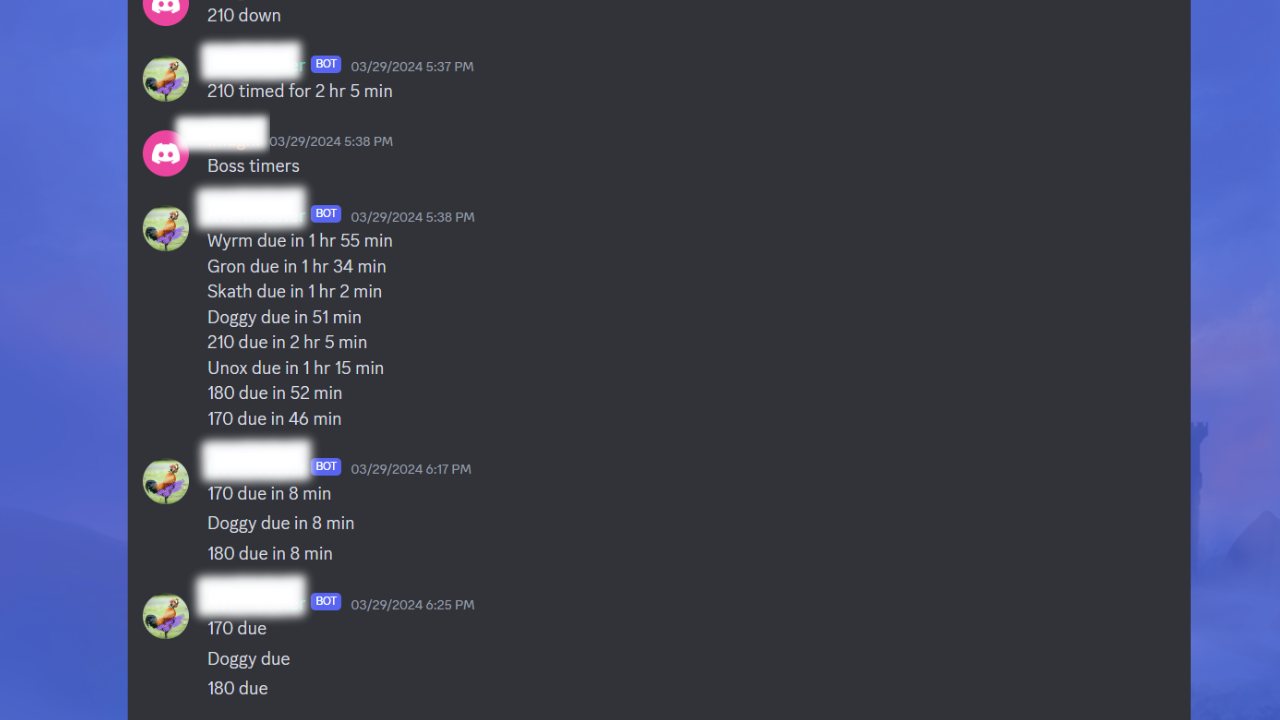 210 down
BOT 03/29/2024 5:37 PM
210 timed for 2 hr 5 min
03/29/2024 5:38 PM
Boss timers
BOT 03/29/2024 5:38 PM
Wyrm due in 1 hr 55 min
Gron due in 1 hr 34 min
Skath due in 1 hr 2 min
Doggy due in 51 min
210 due in 2 hr 5 min
Unox due in 1 hr 15 min
180 due in 52 min
170 due in 46 min
BOT 03/29/2024 6:17 PM
170 due in 8 min
Doggy due in 8 min
180 due in 8 min
BOT 03/29/2024 6:25 PM
170 due
Doggy due
180 due